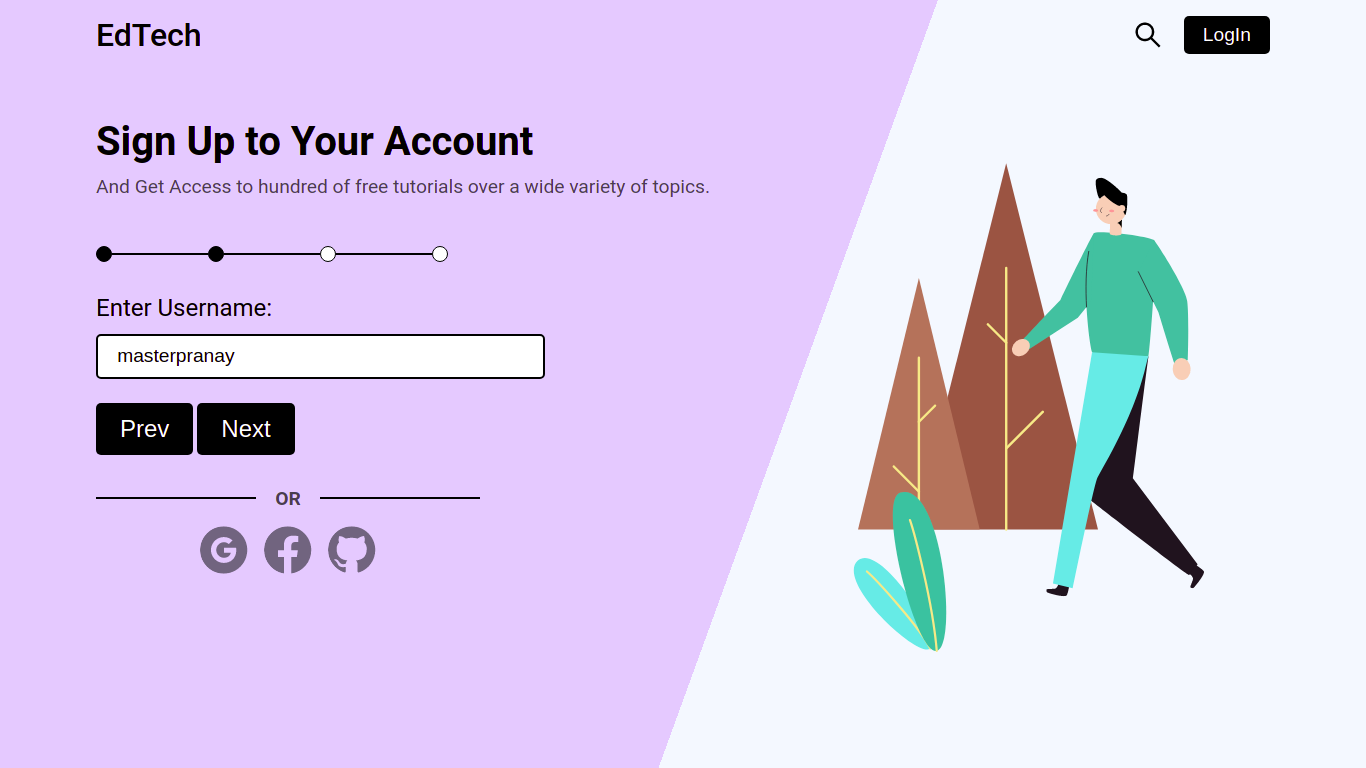 EdTech
LogIn
Sign Up to Your Account
And Get Access to hundred of free tutorials over a wide variety of topics.
Enter Username:
masterpranay
Prev Next
OR